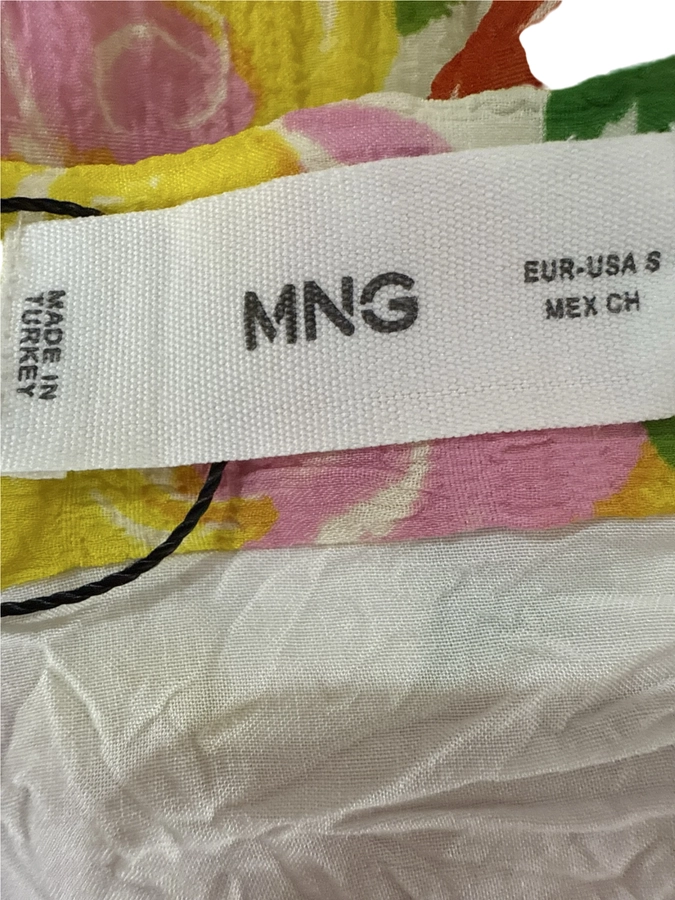 MADE IN
TURKEY
MNG
EUR-USA S
MEX CH